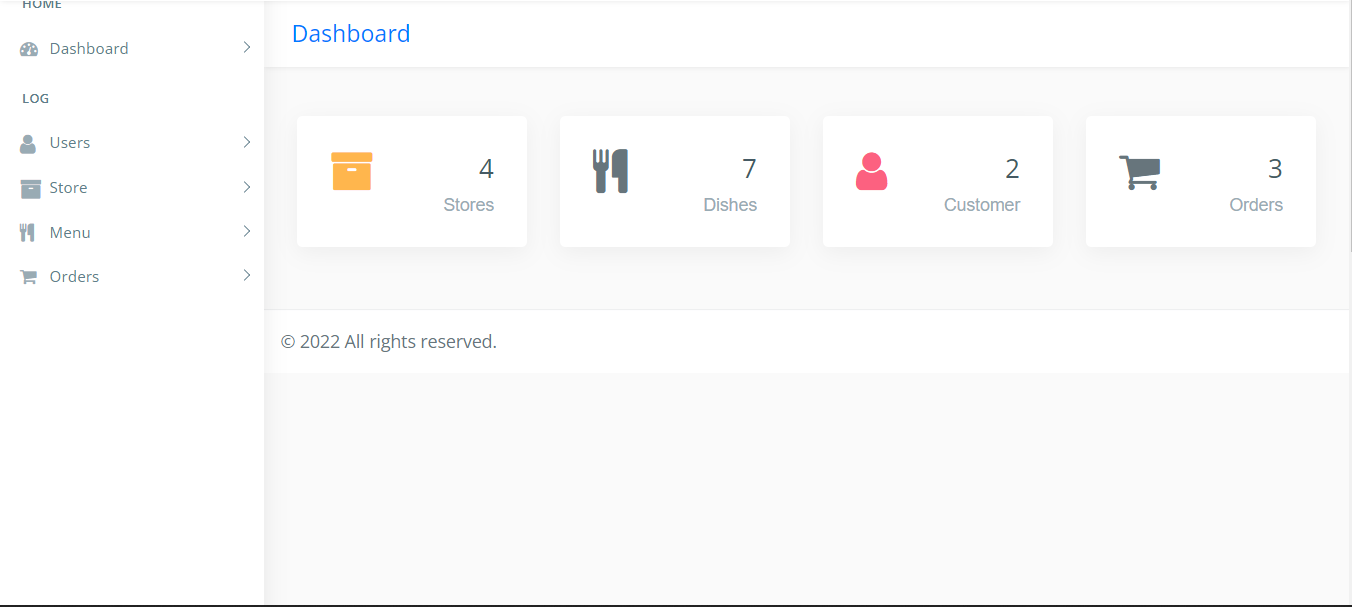 HOME
Dashboard
LOG
Users
Store
Menu
Orders
Dashboard
4
Stores
7
Dishes
2
Customer
3
Orders
© 2022 All rights reserved.